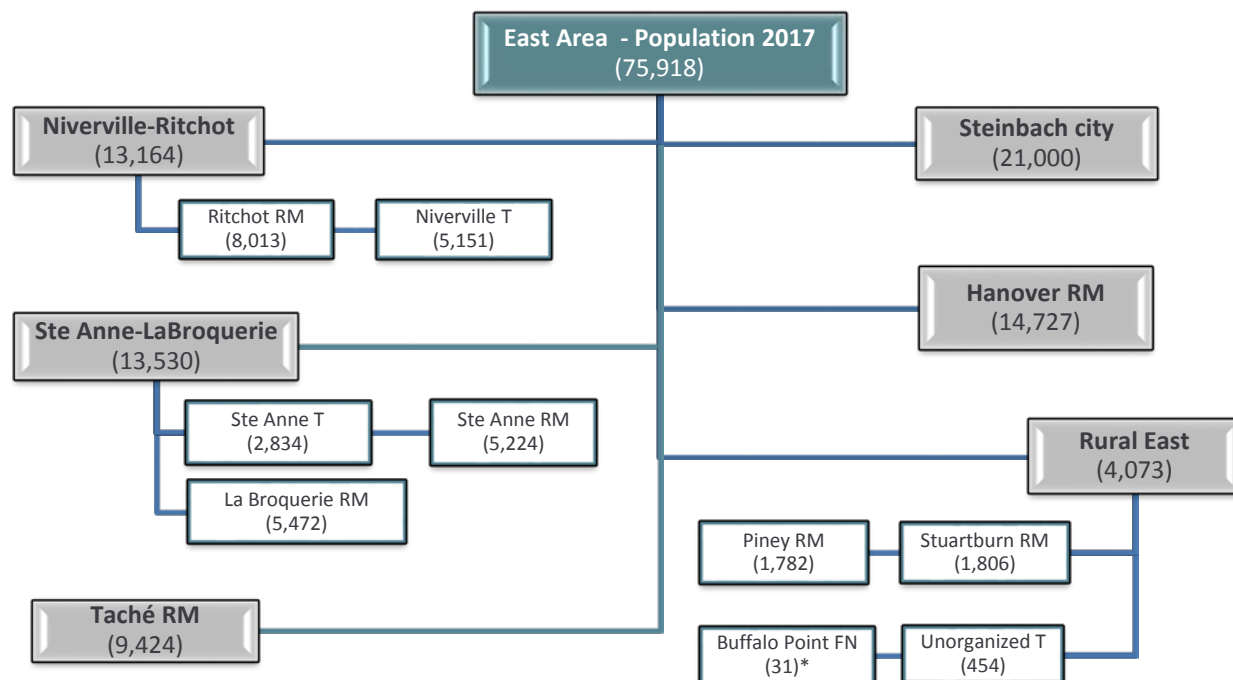 East Area - Population 2017
(75,918)
Niverville-Ritchot
(13,164)
Steinbach city
(21,000)
Ritchot RM
(8,013)
Niverville T
(5,151)
Hanover RM
(14,727)
Ste Anne-LaBroquerie
(13,530)
Ste Anne T
(2,834)
Ste Anne RM
(5,224)
La Broquerie RM
(5,472)
Rural East
(4,073)
Piney RM
(1,782)
Stuartburn RM
(1,806)
Taché RM
(9,424)
Buffalo Point FN
(31)*
Unorganized T
(454)